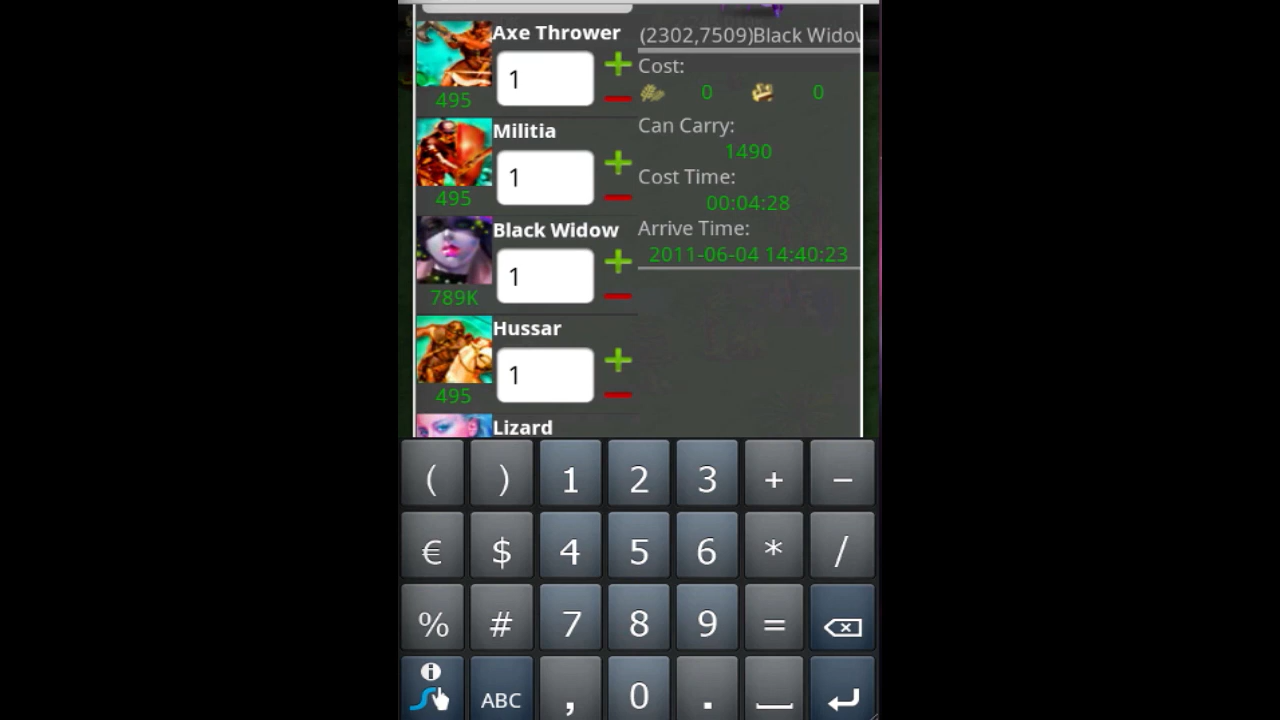 Axe Thrower
1
495
Militia
1
495
Black Widow
1
789K
Hussar
1
495
Lizard
(2302,7509)Black Widow
Cost:
0 0
Can Carry:
1490
Cost Time:
00:04:28
Arrive Time:
2011-06-04 14:40:23
( ) 1 2 3 + −
€ $ 4 5 6 * /
% # 7 8 9 =
ABC , 0 .